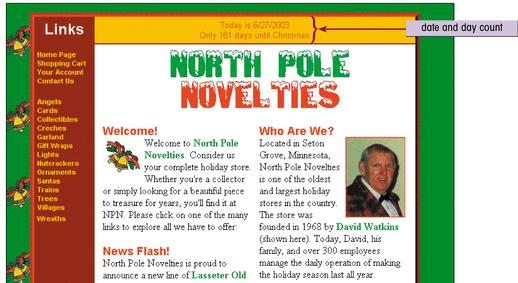 Links
Today is 6/27/2003
Only 181 days until Christmas
date and day count
Home Page
Shopping Cart
Your Account
Contact Us
Angels
Cards
Collectibles
Creches
Garland
Gift Wraps
Lights
Nutcrackers
Ornaments
Santas
Trains
Trees
Villages
Wreaths
NORTH POLE
NOVELTIES
Welcome!
Welcome to North Pole
Novelties. Consider us
your complete holiday store.
Whether you're a collector
or simply looking for a beautiful piece
to treasure for years, you'll find it at
NPN. Please click on one of the many
links to explore all we have to offer.
News Flash!
North Pole Novelties is proud to
announce a new line of Lasseter Old
Who Are We?
Located in Seton
Grove, Minnesota,
North Pole Novelties
is one of the oldest
and largest holiday
stores in the country.
The store was
founded in 1968 by David Watkins
(shown here). Today, David, his
family, and over 300 employees
manage the daily operation of making
the holiday season last all year.